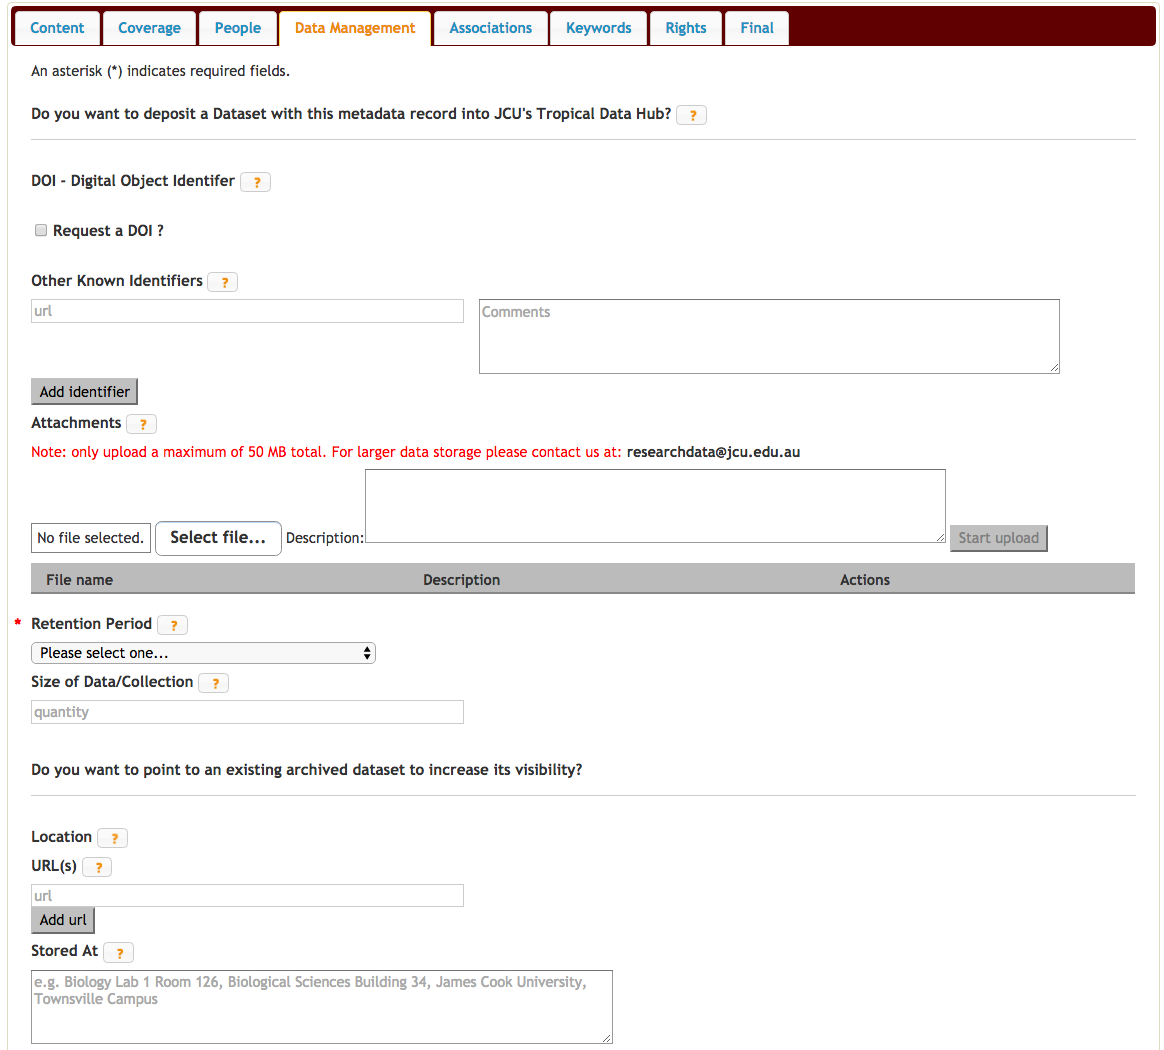 Content Coverage People Data Management Associations Keywords Rights Final
An asterisk (*) indicates required fields.
Do you want to deposit a Dataset with this metadata record into JCU's Tropical Data Hub? ?
DOI - Digital Object Identifer ?
Request a DOI ?
Other Known Identifiers ?
url
Comments
Add identifier
Attachments ?
Note: only upload a maximum of 50 MB total. For larger data storage please contact us at: researchdata@jcu.edu.au
No file selected. Select file... Description: Start upload
File name Description Actions
* Retention Period ?
Please select one...
Size of Data/Collection ?
quantity
Do you want to point to an existing archived dataset to increase its visibility?
Location ?
URL(s) ?
url
Add url
Stored At ?
e.g. Biology Lab 1 Room 126, Biological Sciences Building 34, James Cook University,
Townsville Campus